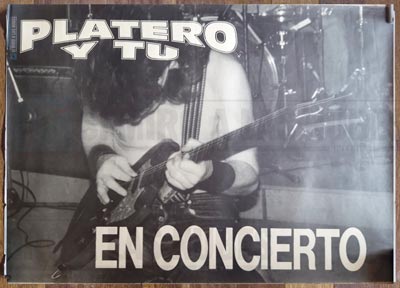 PLATERO
Y TU
EN CONCIERTO